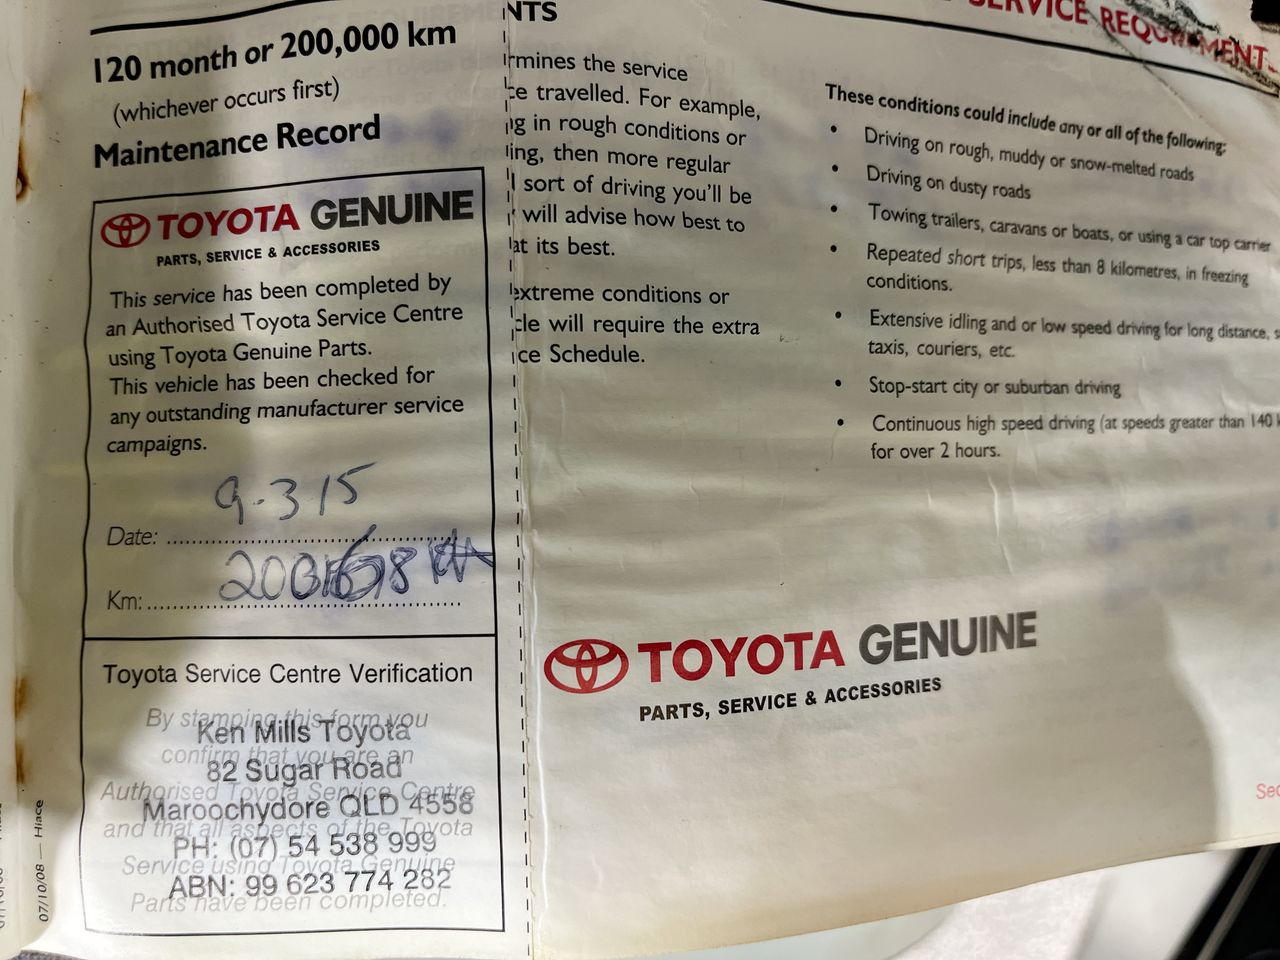 120 month or 200,000 km
(whichever occurs first)
Maintenance Record
TOYOTA GENUINE
PARTS, SERVICE & ACCESSORIES
This service has been completed by
an Authorised Toyota Service Centre
using Toyota Genuine Parts.
This vehicle has been checked for
any outstanding manufacturer service
campaigns.
9-3 15
Date:
Km:
Toyota Service Centre Verification
By stamping this form you
Ken Mills Toyota
confirm that you are an
82 Sugar Road
Authorised Toyota Service Centre
Maroochydore QLD 4558
and that all aspects of the Toyota
PH: (07) 54 538 999
Service using Toyota Genuine
ABN: 99 623 774 282
Parts have been completed.
07/10/08 — Hiace
NTS
rmines the service
ce travelled. For example,
ng in rough conditions or
ing, then more regular
sort of driving you'll be
will advise how best to
at its best.
extreme conditions or
cle will require the extra
ce Schedule.
SERVICE REQUIREMENT
These conditions could include any or all of the following:
• Driving on rough, muddy or snow-melted roads
• Driving on dusty roads
• Towing trailers, caravans or boats, or using a car top carrier
• Repeated short trips, less than 8 kilometres, in freezing
conditions.
• Extensive idling and or low speed driving for long distance, s
taxis, couriers, etc.
• Stop-start city or suburban driving
• Continuous high speed driving (at speeds greater than 140 k
for over 2 hours.
TOYOTA GENUINE
PARTS, SERVICE & ACCESSORIES
Sec